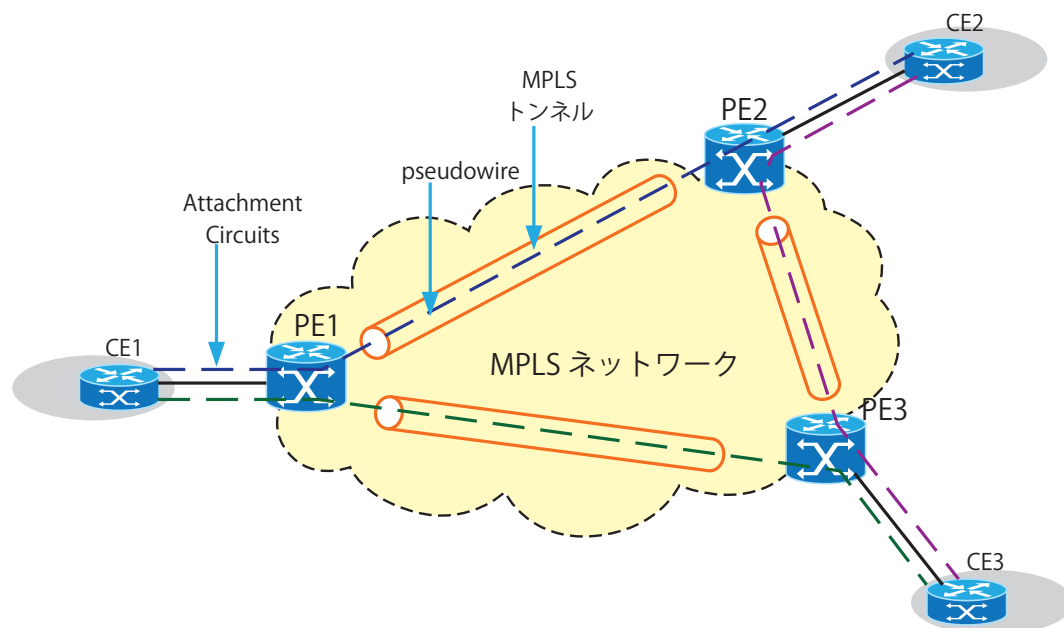 CE2
MPLS
トンネル
PE2
pseudowire
Attachment
Circuits
PE1
CE1
MPLS ネットワーク
PE3
CE3